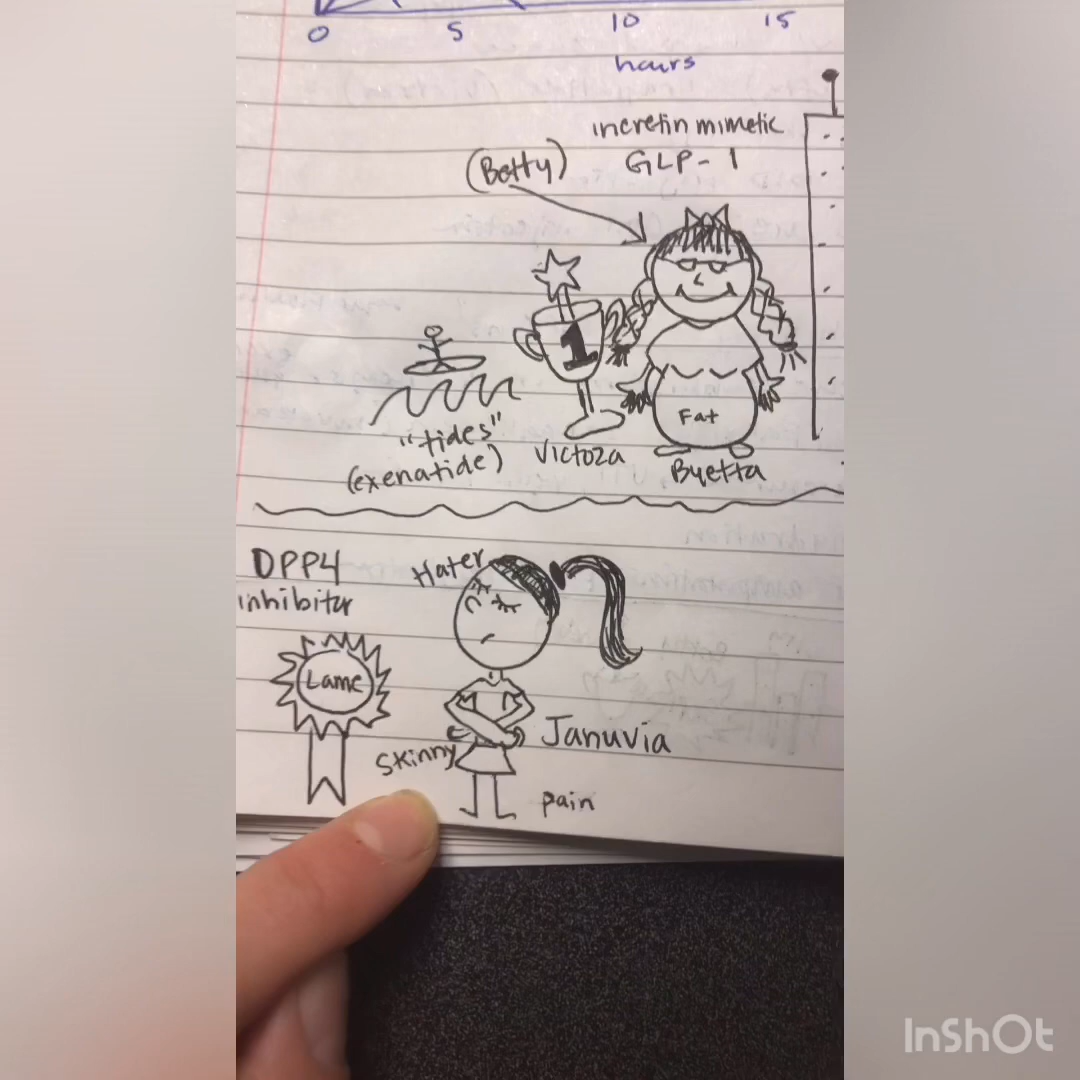 0 5 10 15
hours
incretin mimetic
GLP-1
(Betty)
1
Fat
"tides"
(exenatide)
Victoza
Byetta
DPP4
inhibitor
Hater
Lame
Skinny
Januvia
pain
InShOt